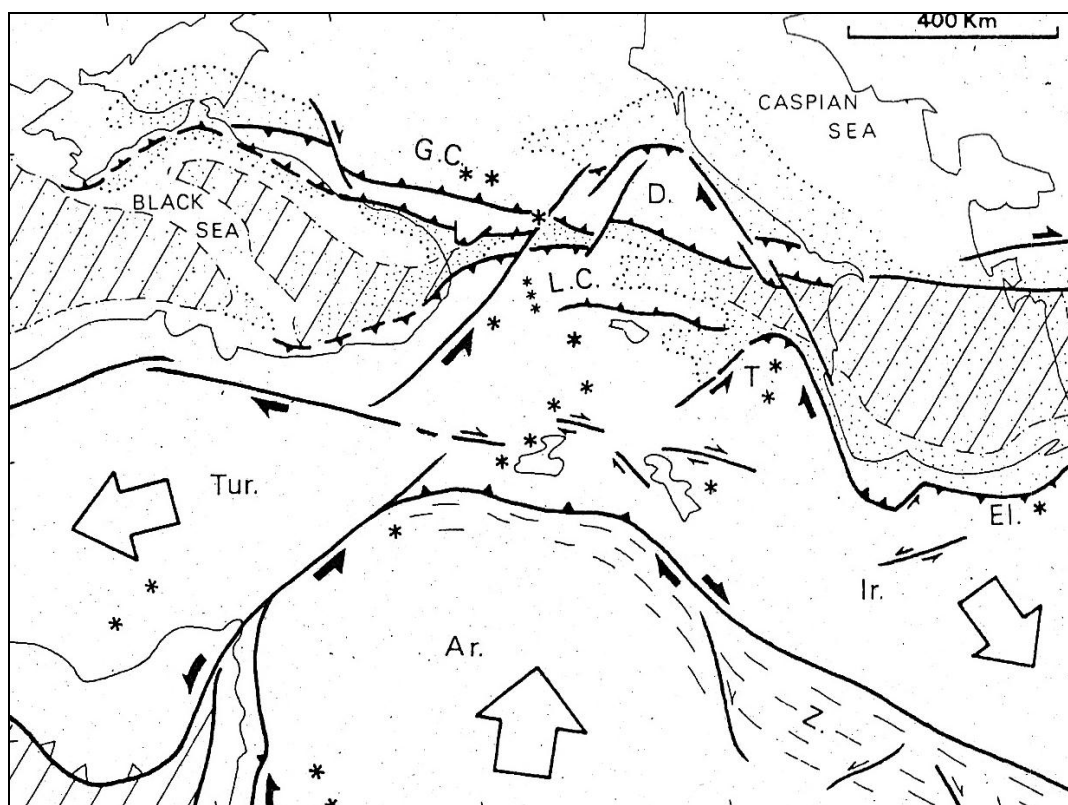 400 Km
CASPIAN
SEA
G.C.
BLACK
SEA
D.
L.C.
T
Tur.
El.
Ir.
Ar.
Z.